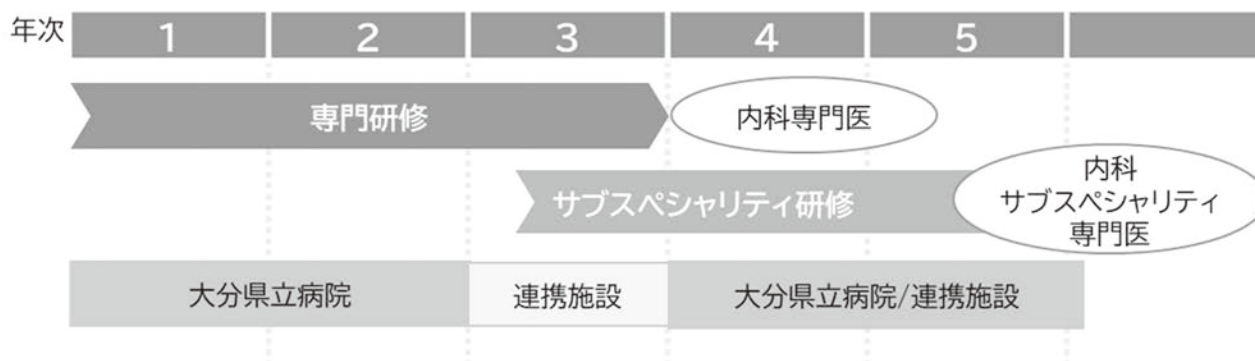 年次 1 2 3 4 5
専門研修 内科専門医
サブスペシャリティ研修
内科
サブスペシャリティ
専門医
大分県立病院 連携施設 大分県立病院/連携施設